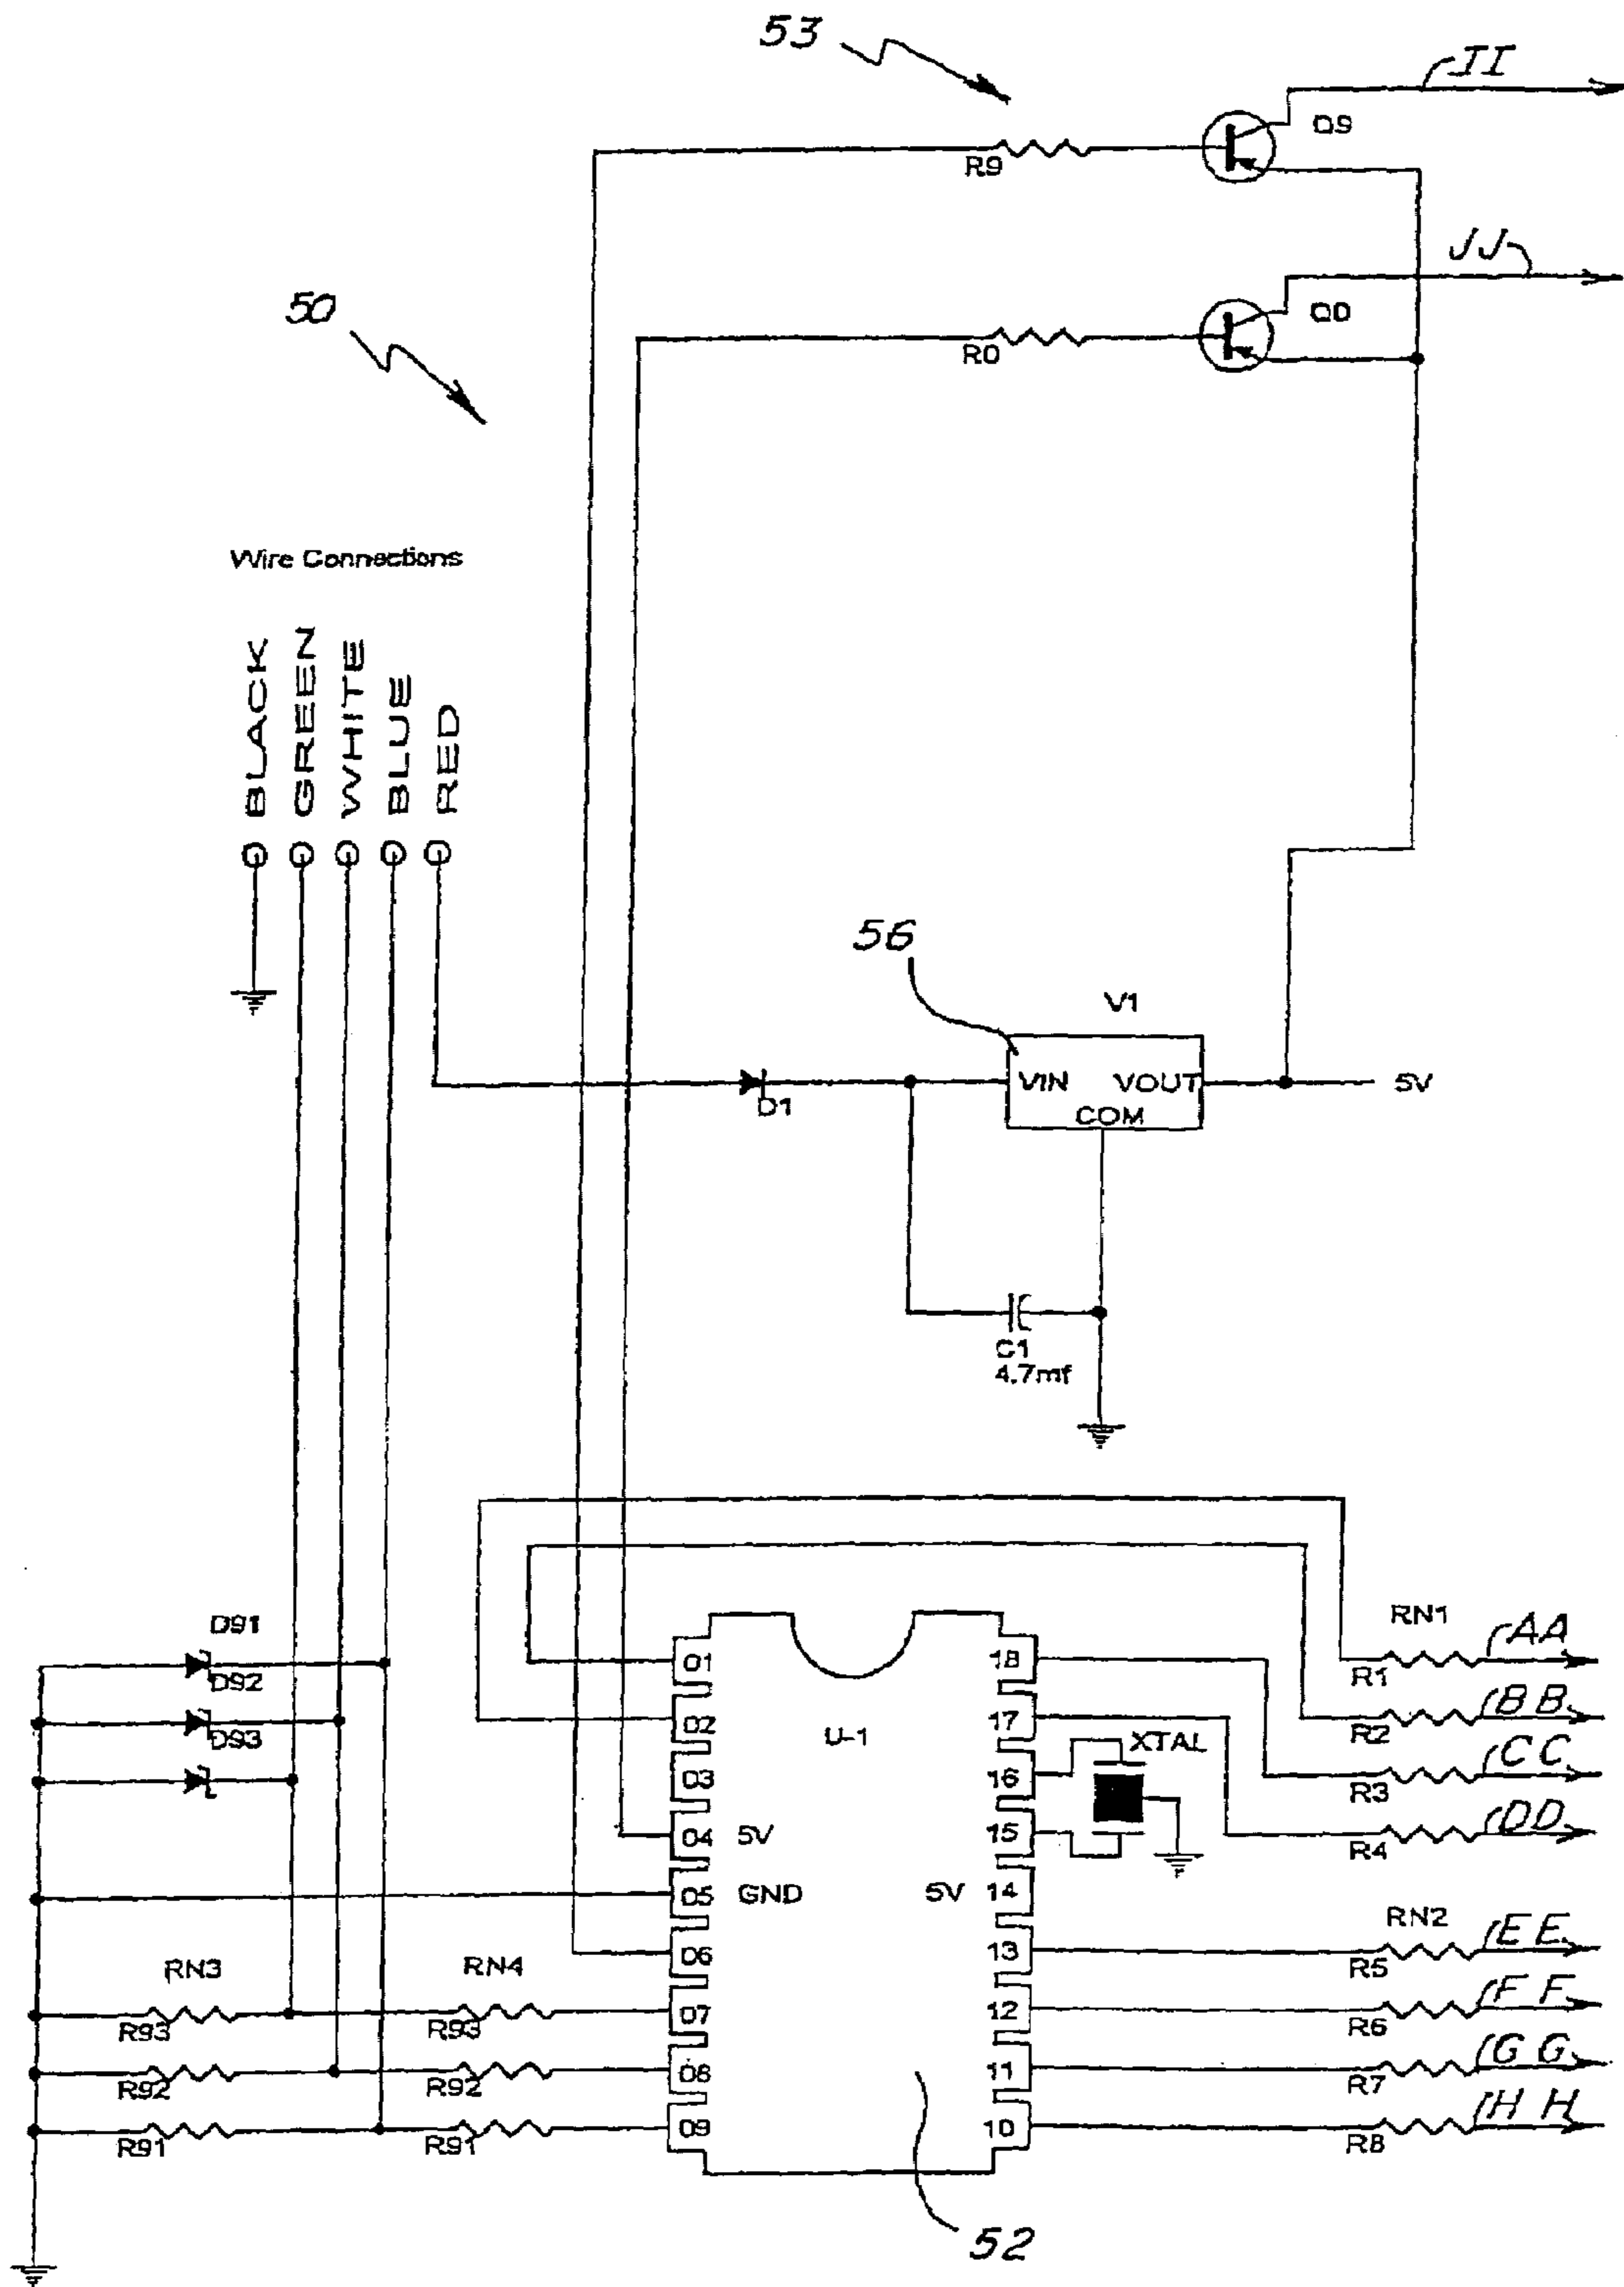 53
II
QS
R9
JJ
50
QD
R0
Wire Connections
BLACK
GREEN
WHITE
BLUE
RED
56
V1
VIN VOUT 5V
D1
COM
C1
4.7mf
D91
RN1
AA
01 18
R1
D92
BB
02 17
U-1
R2
D93
XTAL
CC
03 16
R3
04 5V 15
DD
R4
05 GND 5V 14
RN2
EE
06 13
R5
RN3 RN4
FF
07 12
R93 R93 R6
GG
08 11
R92 R92 R7
HH
09 10
R91 R91 R8
52